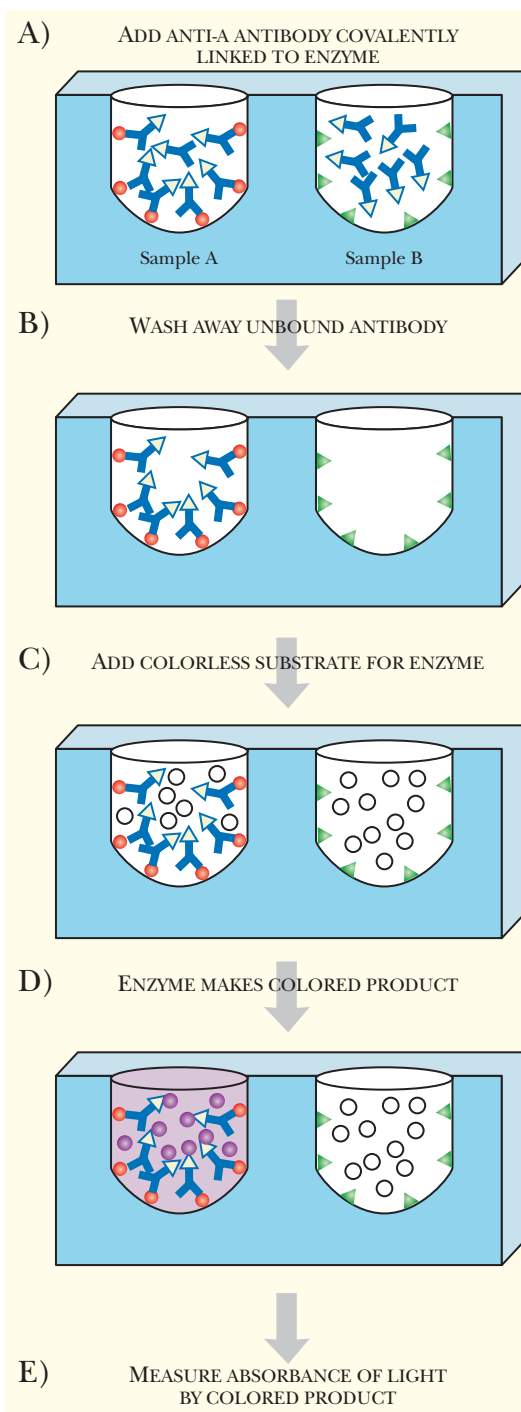 A) ADD ANTI-A ANTIBODY COVALENTLY
LINKED TO ENZYME
Sample A Sample B
B) WASH AWAY UNBOUND ANTIBODY
C) ADD COLORLESS SUBSTRATE FOR ENZYME
D) ENZYME MAKES COLORED PRODUCT
E) MEASURE ABSORBANCE OF LIGHT
BY COLORED PRODUCT